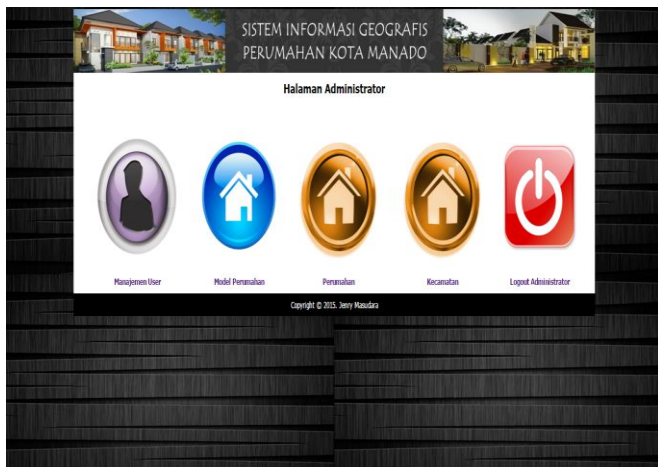 SISTEM INFORMASI GEOGRAFIS
PERUMAHAN KOTA MANADO
Halaman Administrator
Manajemen User
Model Perumahan
Perumahan
Kecamatan
Logout Administrator
Copyright © 2015. Jenry Masudara